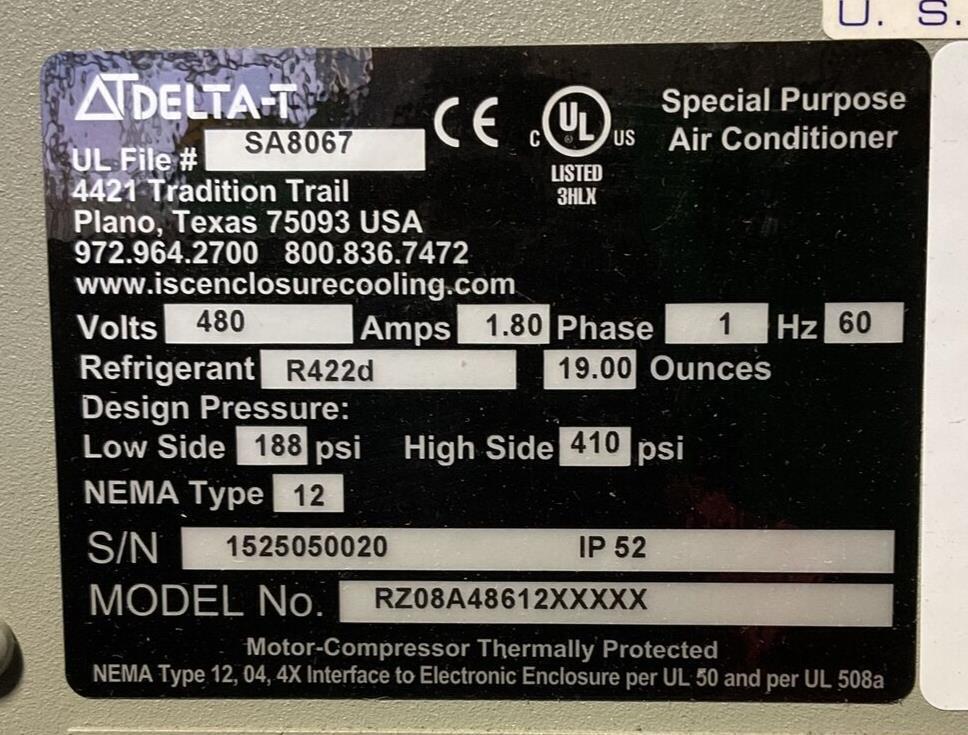 U. S.
DELTA-T
UL File # SA8067
4421 Tradition Trail
Plano, Texas 75093 USA
972.964.2700 800.836.7472
www.iscenclosurecooling.com
CE
C UL US
LISTED
3HLX
Special Purpose
Air Conditioner
Volts 480 Amps 1.80 Phase 1 Hz 60
Refrigerant R422d 19.00 Ounces
Design Pressure:
Low Side 188 psi High Side 410 psi
NEMA Type 12
S/N 1525050020 IP 52
MODEL No. RZ08A48612XXXXX
Motor-Compressor Thermally Protected
NEMA Type 12, 04, 4X Interface to Electronic Enclosure per UL 50 and per UL 508a